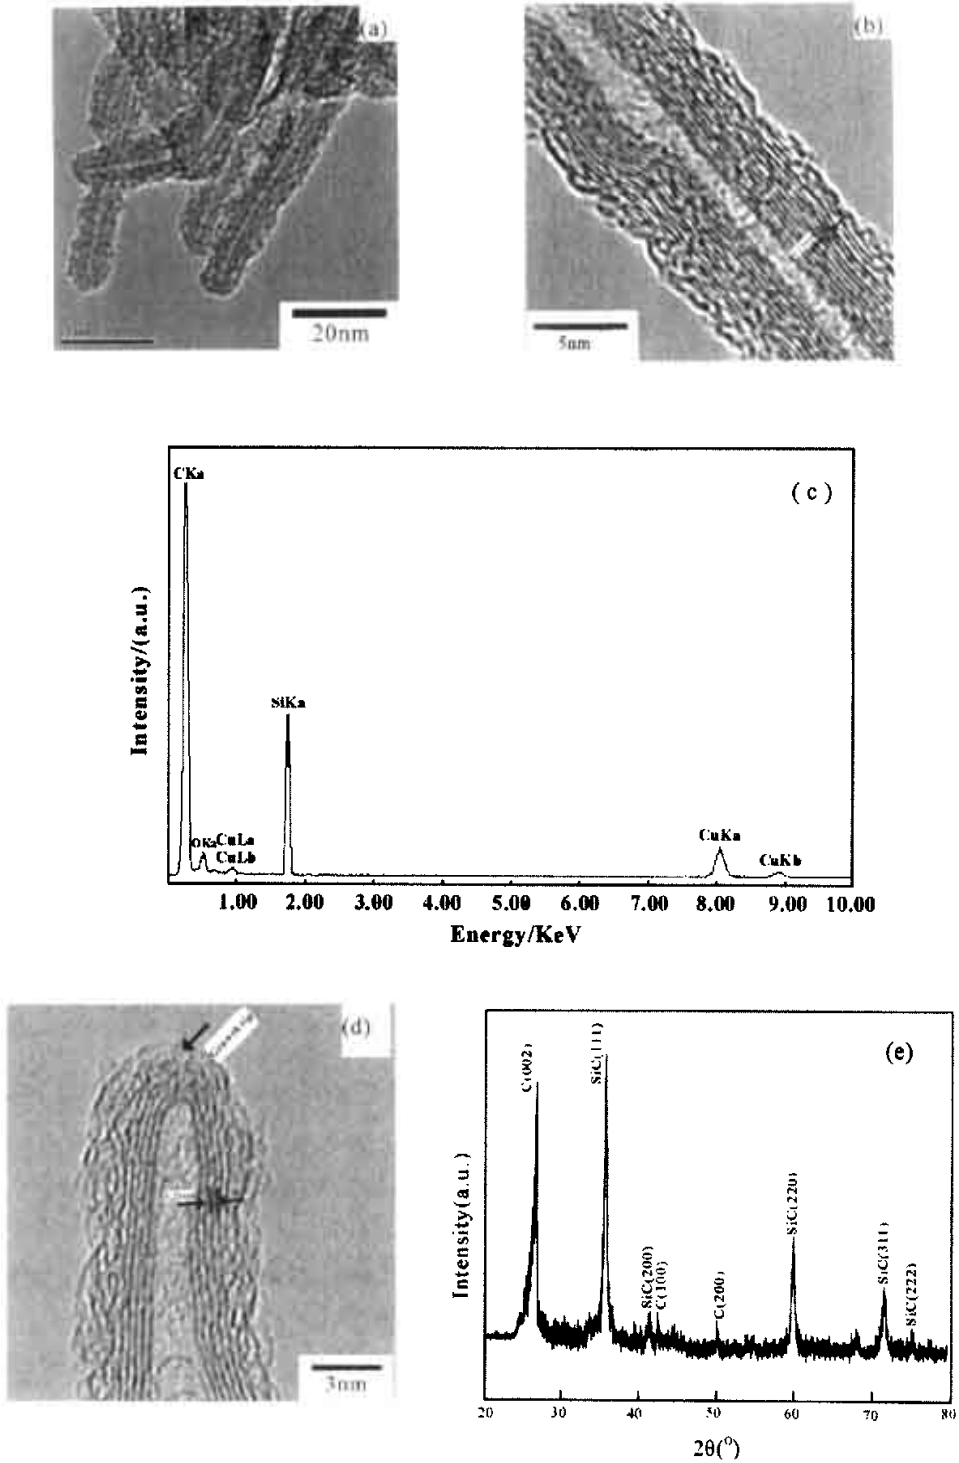 (a)
20nm
(b)
5nm
(c)
CKa
SiKa
OKa
CuLa
CuLb
CuKa
CuKb
Intensity/(a.u.)
1.00 2.00 3.00 4.00 5.00 6.00 7.00 8.00 9.00 10.00
Energy/KeV
(d)
3nm
(e)
C(002)
SiC(111)
SiC(200)
C(100)
C(200)
SiC(220)
SiC(311)
SiC(222)
Intensity(a.u.)
20 30 40 50 60 70 80
2θ(°)